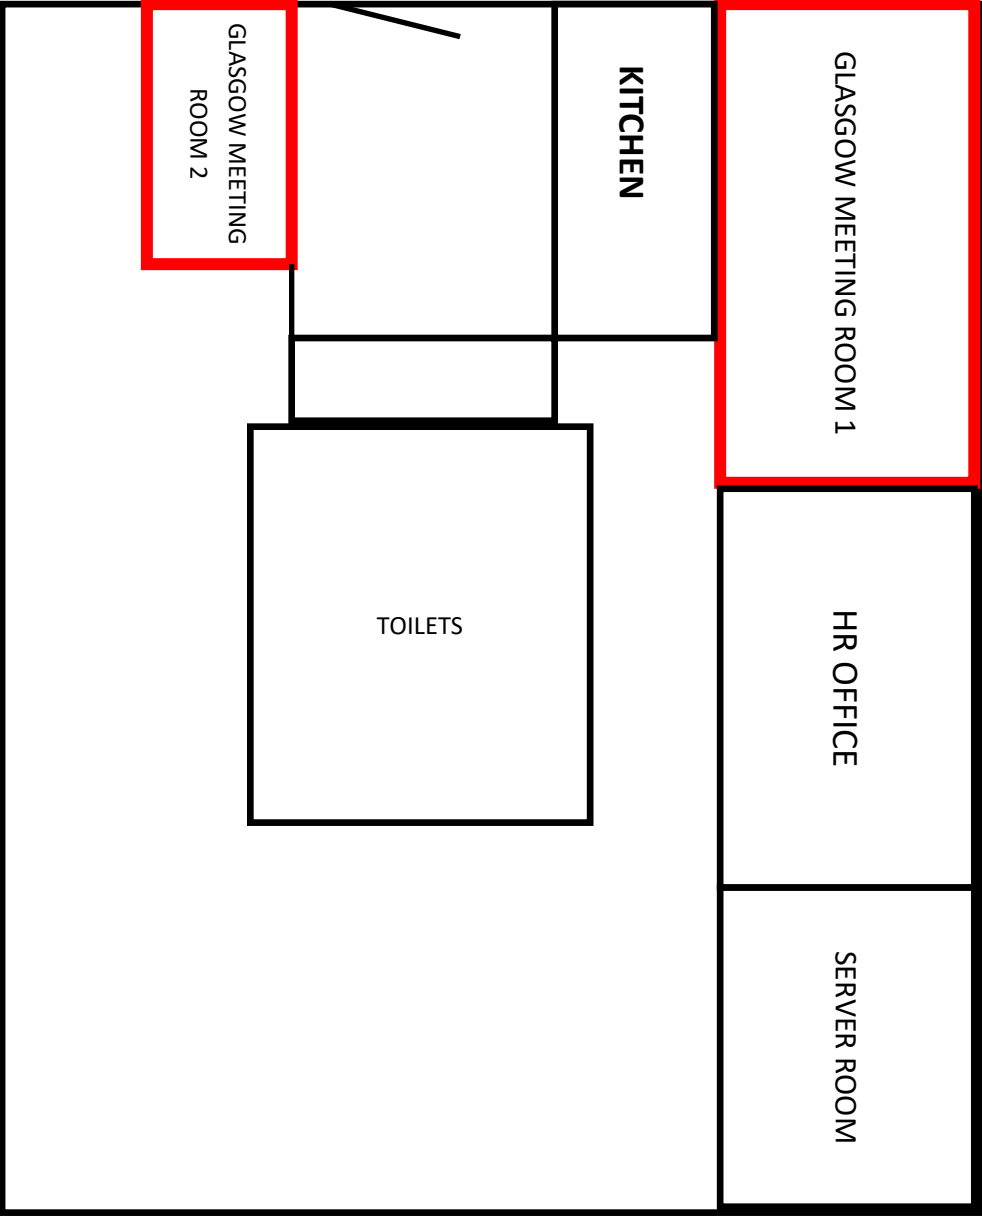 GLASGOW MEETING
ROOM 2
KITCHEN
GLASGOW MEETING ROOM 1
TOILETS
HR OFFICE
SERVER ROOM